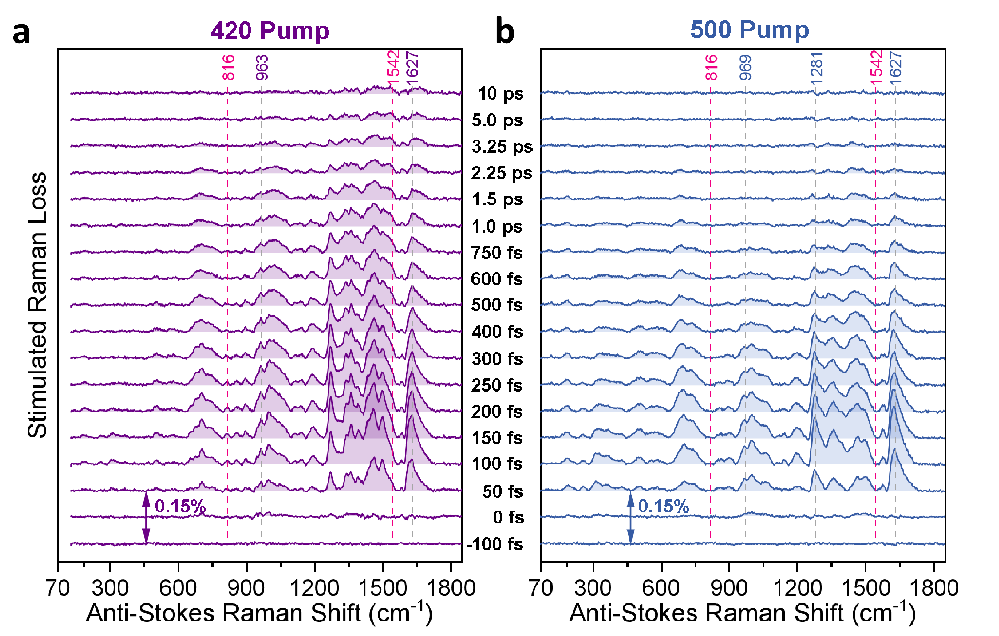 a
420 Pump
b
500 Pump
816
963
1542
1627
816
969
1281
1542
1627
10 ps
5.0 ps
3.25 ps
2.25 ps
1.5 ps
1.0 ps
750 fs
600 fs
500 fs
400 fs
300 fs
250 fs
200 fs
150 fs
100 fs
50 fs
0 fs
-100 fs
0.15%
0.15%
Stimulated Raman Loss
70 300 600 900 1200 1500 1800
70 300 600 900 1200 1500 1800
Anti-Stokes Raman Shift (cm⁻¹)
Anti-Stokes Raman Shift (cm⁻¹)